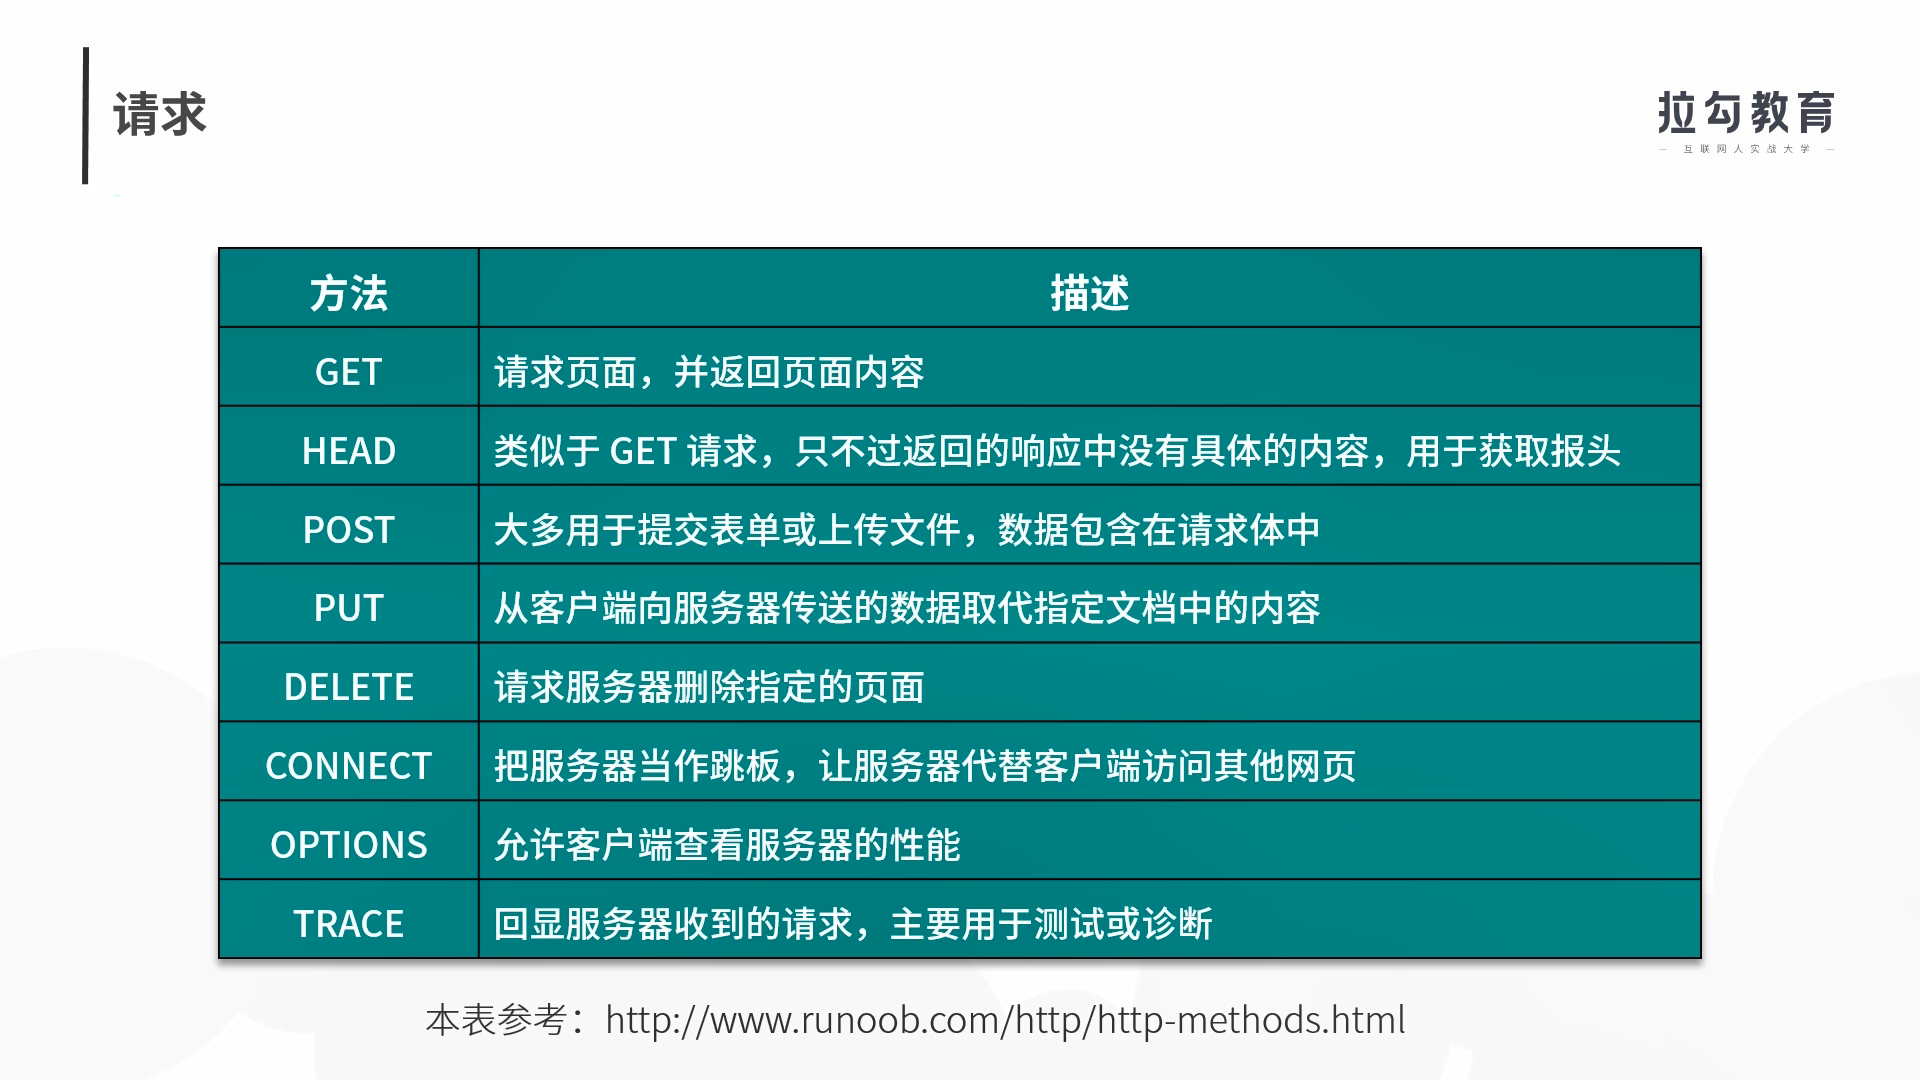 请求
拉勾教育
— 互联网人实战大学 —
方法 描述
GET 请求页面，并返回页面内容
HEAD 类似于 GET 请求，只不过返回的响应中没有具体的内容，用于获取报头
POST 大多用于提交表单或上传文件，数据包含在请求体中
PUT 从客户端向服务器传送的数据取代指定文档中的内容
DELETE 请求服务器删除指定的页面
CONNECT 把服务器当作跳板，让服务器代替客户端访问其他网页
OPTIONS 允许客户端查看服务器的性能
TRACE 回显服务器收到的请求，主要用于测试或诊断
本表参考：http://www.runoob.com/http/http-methods.html